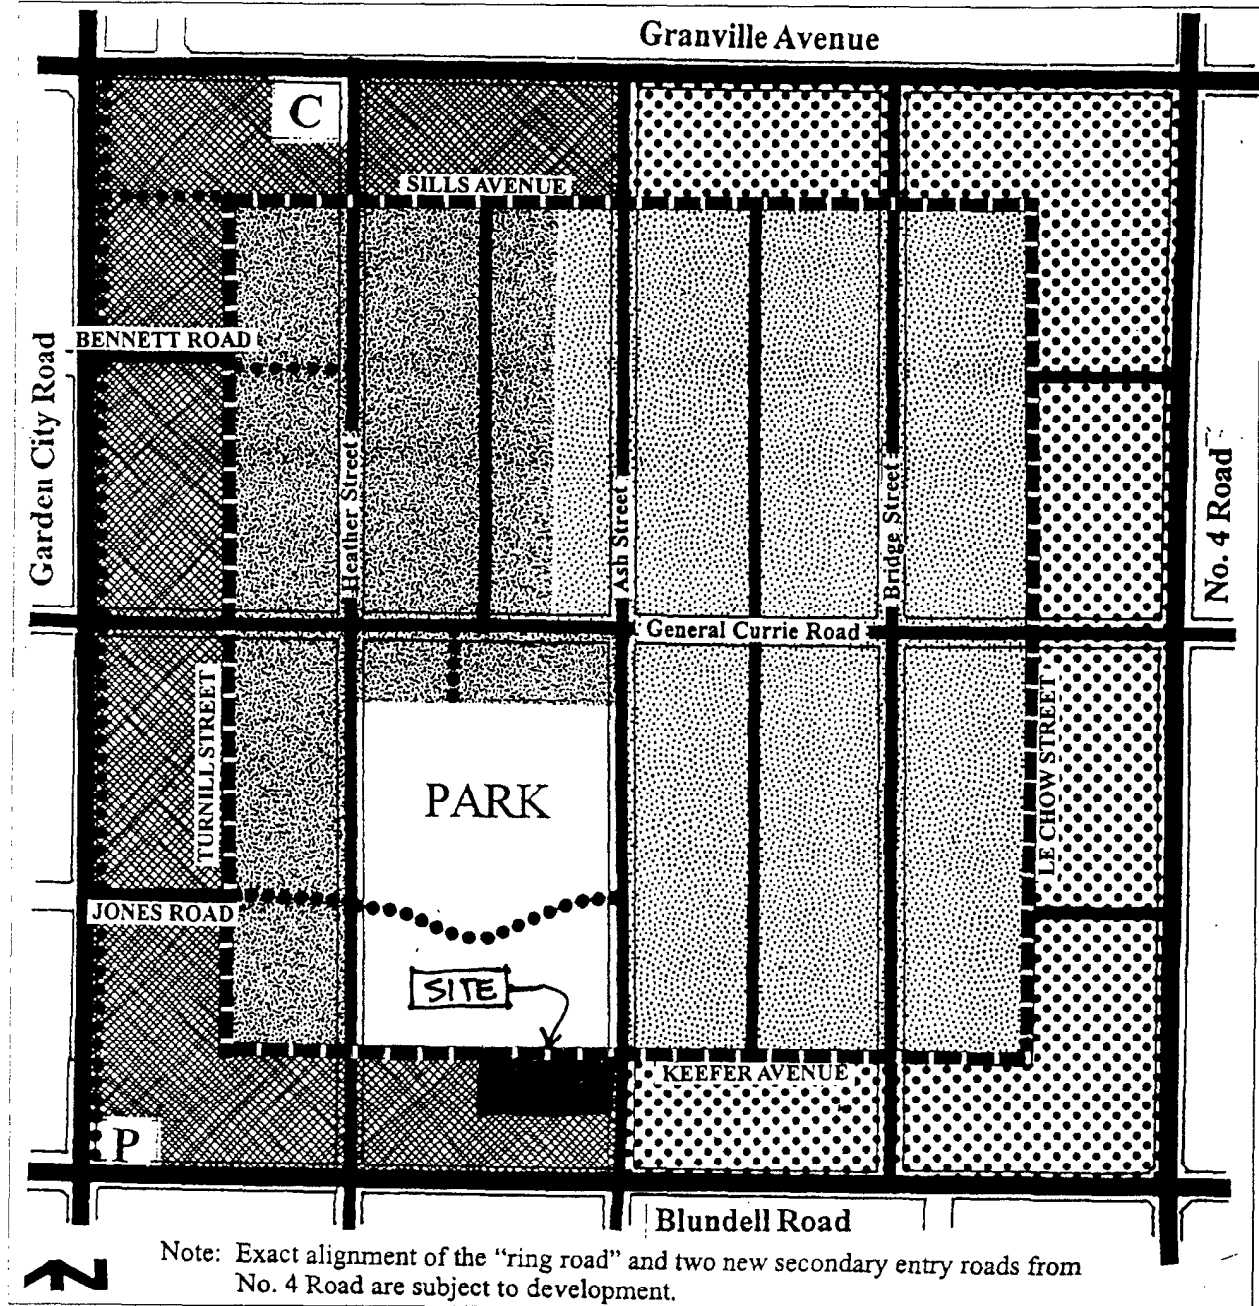 Granville Avenue
C
SILLS AVENUE
BENNETT ROAD
Garden City Road
Heather Street
Ash Street
Bridge Street
No. 4 Road
General Currie Road
TURNILL STREET
PARK
LE CHOW STREET
JONES ROAD
SITE
KEEFER AVENUE
P
Blundell Road
N
Note: Exact alignment of the “ring road” and two new secondary entry roads from
No. 4 Road are subject to development.